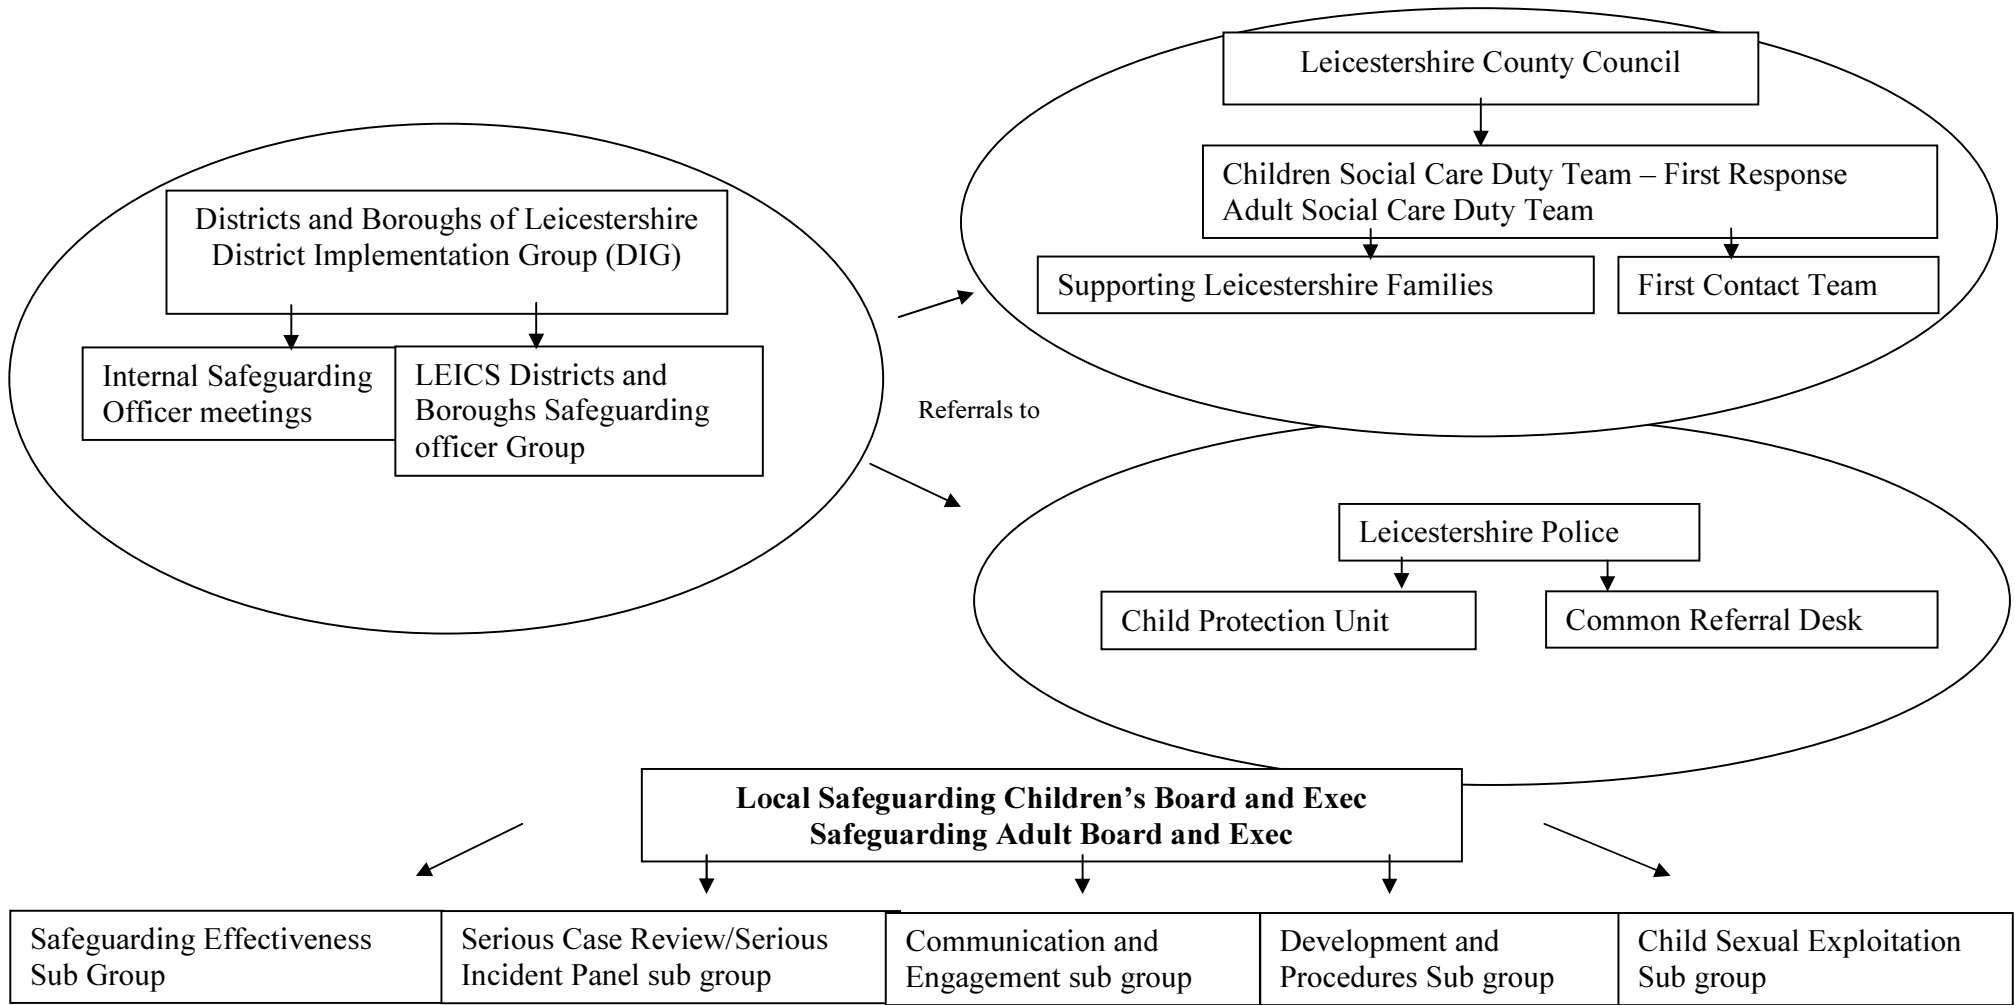 Leicestershire County Council
Children Social Care Duty Team – First Response
Adult Social Care Duty Team
Supporting Leicestershire Families
First Contact Team
Districts and Boroughs of Leicestershire
District Implementation Group (DIG)
Internal Safeguarding
Officer meetings
LEICS Districts and
Boroughs Safeguarding
officer Group
Referrals to
Leicestershire Police
Child Protection Unit
Common Referral Desk
Local Safeguarding Children’s Board and Exec
Safeguarding Adult Board and Exec
Safeguarding Effectiveness
Sub Group
Serious Case Review/Serious
Incident Panel sub group
Communication and
Engagement sub group
Development and
Procedures Sub group
Child Sexual Exploitation
Sub group